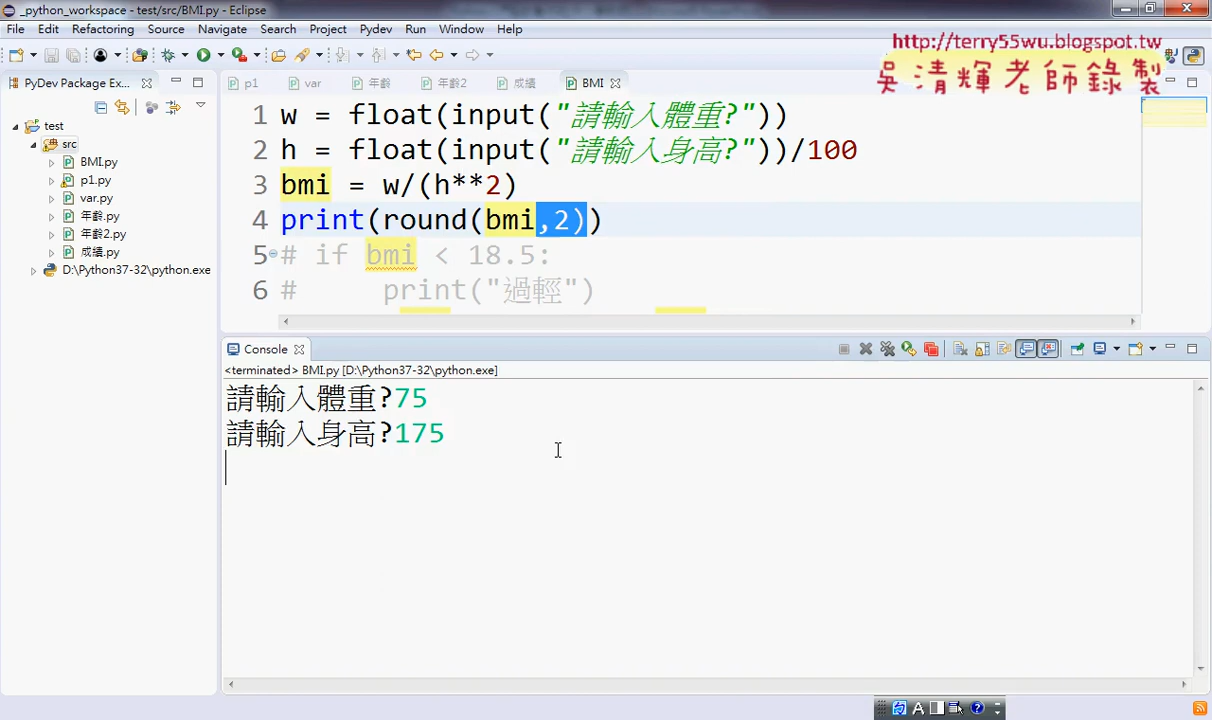 _python_workspace - test/src/BMI.py - Eclipse
File Edit Refactoring Source Navigate Search Project Pydev Run Window Help
http://terry55wu.blogspot.tw
吳清輝老師錄製
PyDev Package Ex...
p1 var 年齡 年齡2 成績 BMI
test
src
BMI.py
p1.py
var.py
年齡.py
年齡2.py
成績.py
D:\Python37-32\python.exe
1 w = float(input("請輸入體重?"))
2 h = float(input("請輸入身高?"))/100
3 bmi = w/(h**2)
4 print(round(bmi,2))
5 # if bmi < 18.5:
6 #     print("過輕")
Console
<terminated> BMI.py [D:\Python37-32\python.exe]
請輸入體重?75
請輸入身高?175